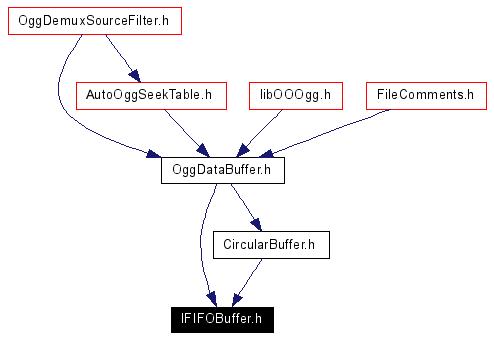 OggDemuxSourceFilter.h
AutoOggSeekTable.h
libOOOgg.h
FileComments.h
OggDataBuffer.h
CircularBuffer.h
IFIFOBuffer.h